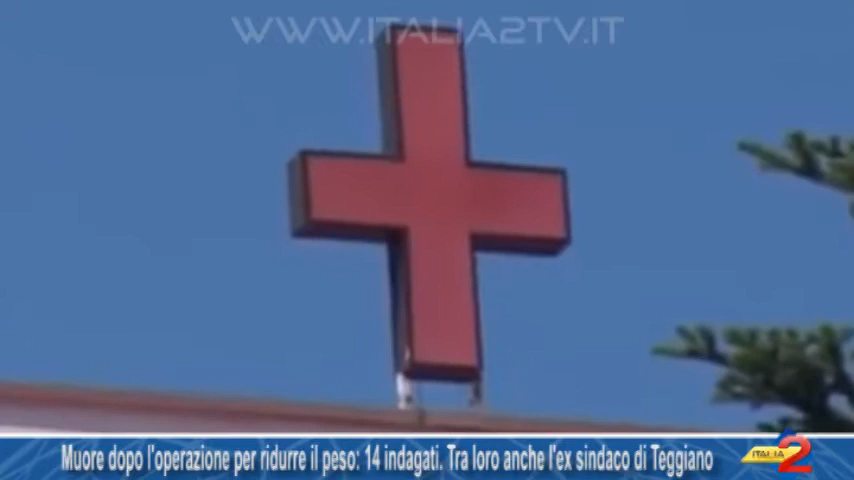 WWW.ITALIA2TV.IT
Muore dopo l'operazione per ridurre il peso: 14 indagati. Tra loro anche l'ex sindaco di Teggiano
ITALIA 2